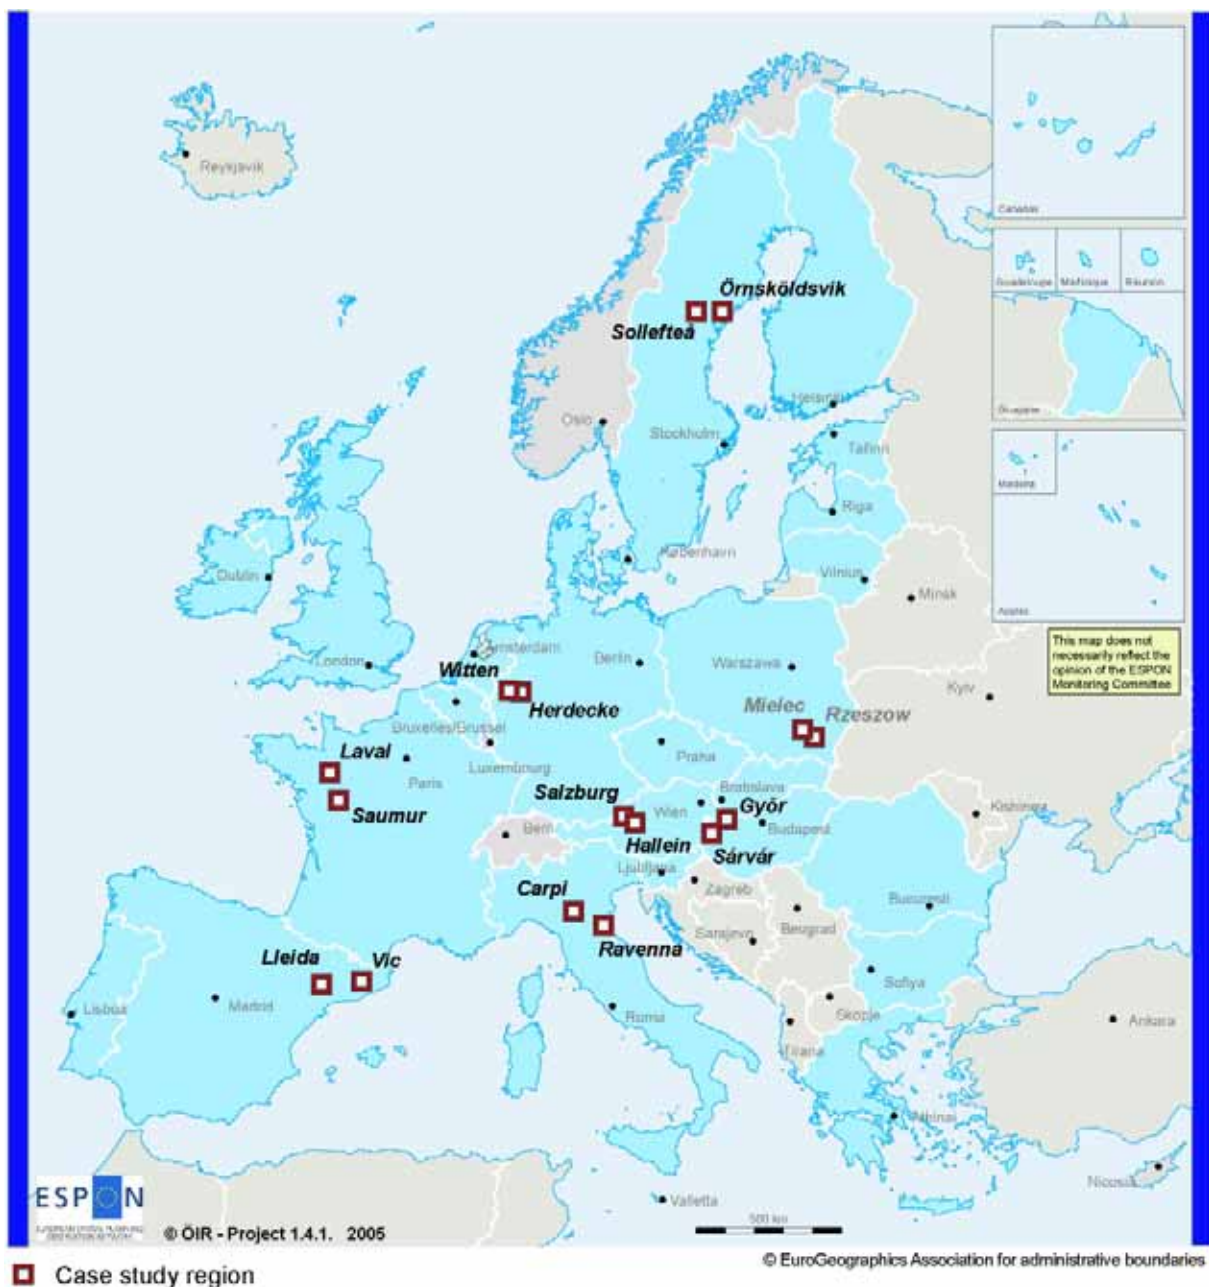 Reykjavik
Canarias
Guadeloupe
Martinique
Réunion
Guyane
Madeira
Örnsköldsvik
Solleftea
Helsinki
Oslo
Stockholm
Tallinn
Riga
København
Vilnius
Minsk
Dublin
This map does not
necessarily reflect the
opinion of the ESPON
Monitoring Committee
London
Amsterdam
Witten
Berlin
Warszawa
Kyiv
Herdecke
Mielec
Rzeszow
Bruxelles/Brussel
Luxembourg
Praha
Laval
Paris
Saumur
Salzburg
Wien
Bratislava
Györ
Budapest
Kishinev
Bern
Hallein
Sárvár
Ljubljana
Zagreb
Carpi
Bucuresti
Beograd
Sarajevo
Ravenna
Lleida
Vic
Sofiya
Lisboa
Madrid
Roma
Skopje
Ankara
Tirana
Athinai
Nicosia
Valletta
ESPON
500 km
© ÖIR - Project 1.4.1. 2005
© EuroGeographics Association for administrative boundaries
Case study region